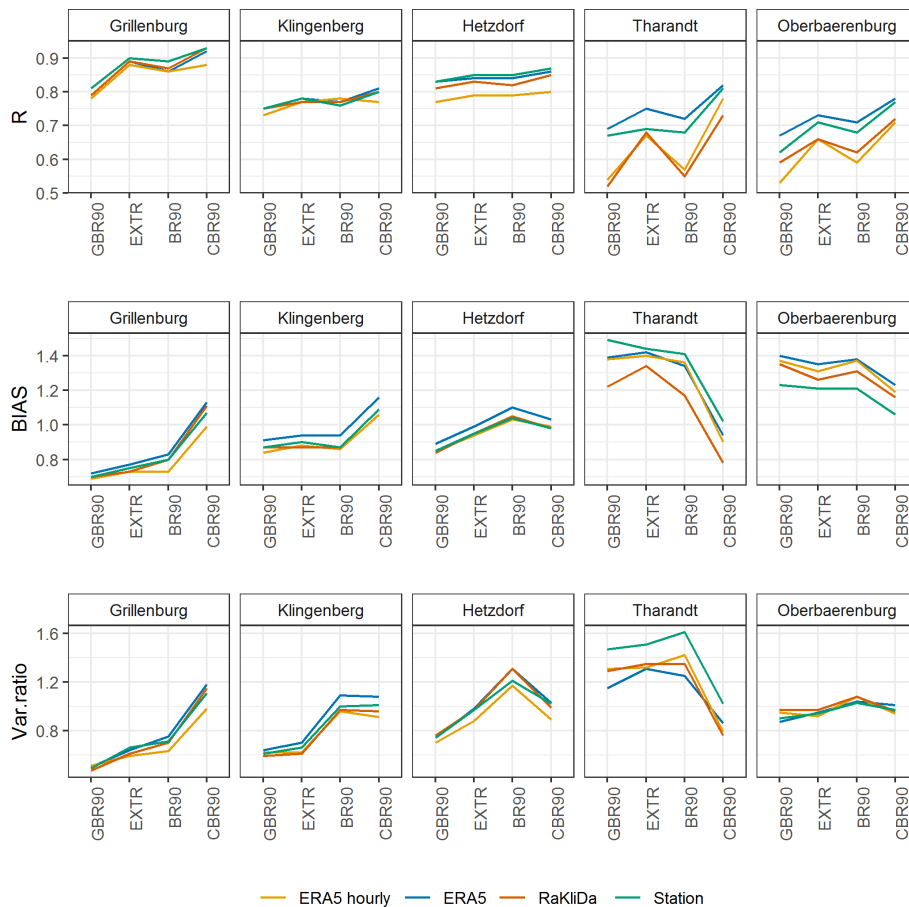 Grillenburg Klingenberg Hetzdorf Tharandt Oberbaerenburg
R
0.9
0.8
0.7
0.6
0.5
GBR90 EXTR BR90 CBR90 GBR90 EXTR BR90 CBR90 GBR90 EXTR BR90 CBR90 GBR90 EXTR BR90 CBR90 GBR90 EXTR BR90 CBR90
Grillenburg Klingenberg Hetzdorf Tharandt Oberbaerenburg
BIAS
1.4
1.2
1.0
0.8
GBR90 EXTR BR90 CBR90 GBR90 EXTR BR90 CBR90 GBR90 EXTR BR90 CBR90 GBR90 EXTR BR90 CBR90 GBR90 EXTR BR90 CBR90
Grillenburg Klingenberg Hetzdorf Tharandt Oberbaerenburg
Var.ratio
1.6
1.2
0.8
GBR90 EXTR BR90 CBR90 GBR90 EXTR BR90 CBR90 GBR90 EXTR BR90 CBR90 GBR90 EXTR BR90 CBR90 GBR90 EXTR BR90 CBR90
ERA5 hourly ERA5 RaKliDa Station